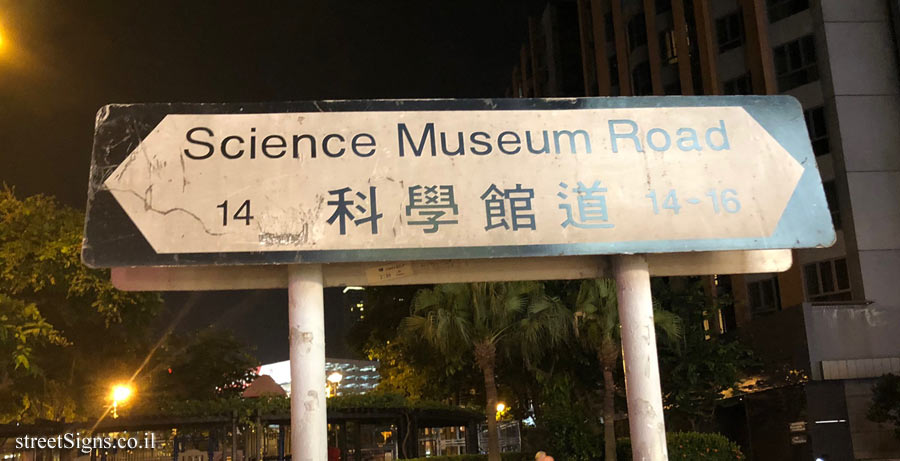 Science Museum Road
14 科學館道 14-16
streetSigns.co.il